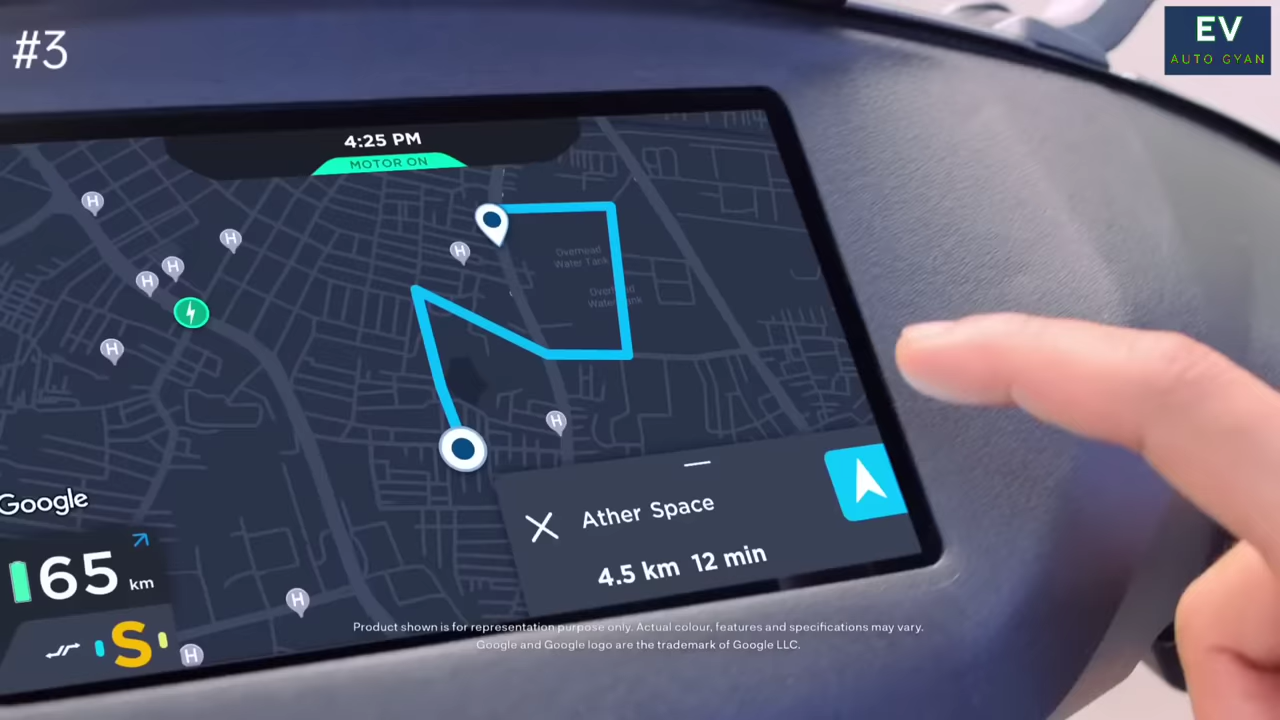 #3
EV
AUTO GYAN
4:25 PM
MOTOR ON
H
H
H
H
H
H
Overhead
Water Tank
Overhead
Water Tank
H
Google
Ather Space
65 km
4.5 km 12 min
H
S
H
Product shown is for representation purpose only. Actual colour, features and specifications may vary.
Google and Google logo are the trademark of Google LLC.